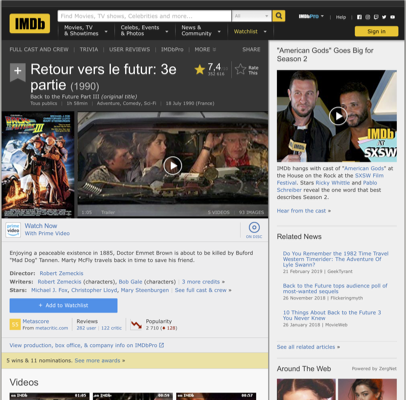 IMDb
Find Movies, TV shows, Celebrities and more...
All
IMDbPro
Help
Movies, TV & Showtimes
Celebs, Events & Photos
News & Community
Watchlist
Sign in
FULL CAST AND CREW | TRIVIA | USER REVIEWS | IMDbPro | MORE
SHARE
Retour vers le futur: 3e partie (1990)
7,4
Rate This
Back to the Future Part III (original title)
Tous publics | 1h 58min | Adventure, Comedy, Sci-Fi | 18 July 1990 (France)
2:05 Trailer
5 VIDEOS | 93 IMAGES
prime video
Watch Now
With Prime Video
ON DISC
Enjoying a peaceable existence in 1885, Doctor Emmet Brown is about to be killed by Buford
"Mad Dog" Tannen. Marty McFly travels back in time to save his friend.
Director: Robert Zemeckis
Writers: Robert Zemeckis (characters), Bob Gale (characters) | 3 more credits »
Stars: Michael J. Fox, Christopher Lloyd, Mary Steenburgen | See full cast & crew »
+ Add to Watchlist
55
Metascore
From metacritic.com
Reviews
282 user | 122 critic
Popularity
2 710 (128)
View production, box office, & company info on IMDbPro
5 wins & 11 nominations. See more awards »
Videos
"American Gods" Goes Big for
Season 2
IMDb
AT
SXSW
IMDb hangs with cast of "American Gods"
at The Mouse on the Rock at the SXSW Film
Festival. Stars Ricky Whittle and Pablo
Schreiber reveal the one word that best
describes Season 2.
Hear from the cast »
Related News
Do You Remember the 1982 Time Travel
Western Timerider: The Adventure Of
Lyle Swann?
21 February 2019 | GeekTyrant
Back to the Future tops audience poll of
most-wanted sequels
26 November 2018 | Flickeringmyth
10 Things About Back to the Future 3
You Never Knew
26 January 2018 | MovieWeb
See all related articles »
Around The Web
Powered by ZergNet